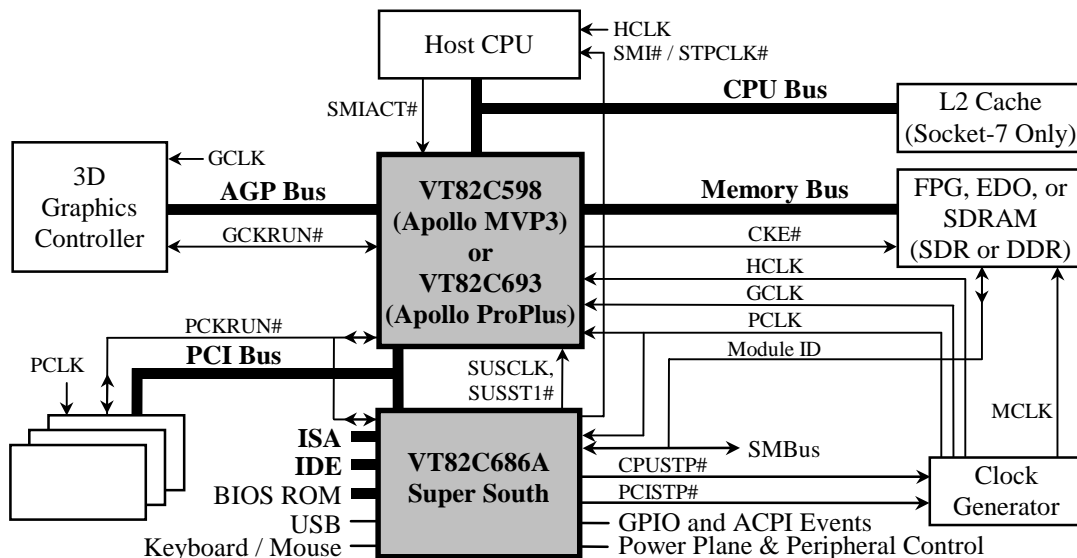 Host CPU
HCLK
SMI# / STPCLK#
SMIACT#
CPU Bus
L2 Cache
(Socket-7 Only)
3D
Graphics
Controller
GCLK
AGP Bus
GCKRUN#
VT82C598
(Apollo MVP3)
or
VT82C693
(Apollo ProPlus)
Memory Bus
FPG, EDO, or
SDRAM
(SDR or DDR)
CKE#
HCLK
GCLK
PCLK
Module ID
PCKRUN#
PCI Bus
PCLK
SUSCLK,
SUSST1#
MCLK
ISA
IDE
BIOS ROM
USB
Keyboard / Mouse
VT82C686A
Super South
SMBus
CPUSTP#
PCISTP#
Clock
Generator
GPIO and ACPI Events
Power Plane & Peripheral Control